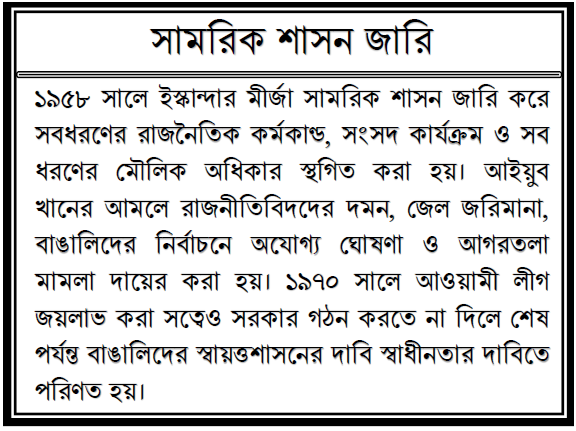 সামরিক শাসন জারি
১৯৫৮ সালে ইস্কান্দার মীর্জা সামরিক শাসন জারি করে
সবধরণের রাজনৈতিক কর্মকান্ড, সংসদ কার্যক্রম ও সব
ধরণের মৌলিক অধিকার স্থগিত করা হয়। আইয়ুব
খানের আমলে রাজনীতিবিদদের দমন, জেল জরিমানা,
বাঙালিদের নির্বাচনে অযোগ্য ঘোষণা ও আগরতলা
মামলা দায়ের করা হয়। ১৯৭০ সালে আওয়ামী লীগ
জয়লাভ করা সত্বেও সরকার গঠন করতে না দিলে শেষ
পর্যন্ত বাঙালিদের স্বায়ত্তশাসনের দাবি স্বাধীনতার দাবিতে
পরিণত হয়।